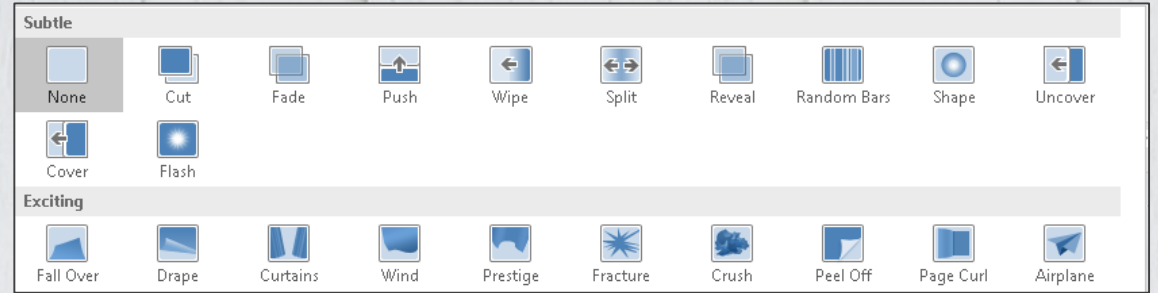 Subtle
None Cut Fade Push Wipe Split Reveal Random Bars Shape Uncover
Cover Flash
Exciting
Fall Over Drape Curtains Wind Prestige Fracture Crush Peel Off Page Curl Airplane